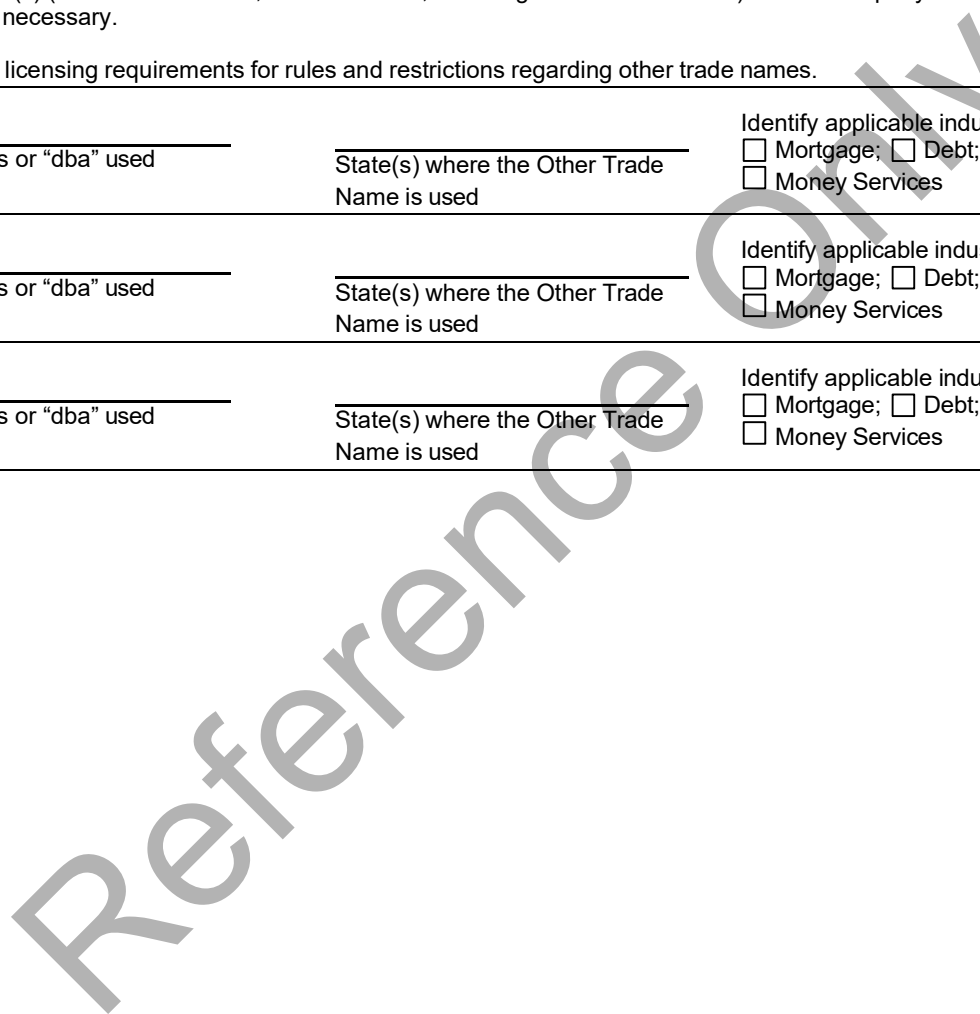 necessary.
licensing requirements for rules and restrictions regarding other trade names.
Identify applicable indu
s or “dba” used
State(s) where the Other Trade
Name is used
☐ Mortgage; ☐ Debt;
☐ Money Services
Identify applicable indu
s or “dba” used
State(s) where the Other Trade
Name is used
☐ Mortgage; ☐ Debt;
☐ Money Services
Identify applicable indu
s or “dba” used
State(s) where the Other Trade
Name is used
☐ Mortgage; ☐ Debt;
☐ Money Services
Reference Only